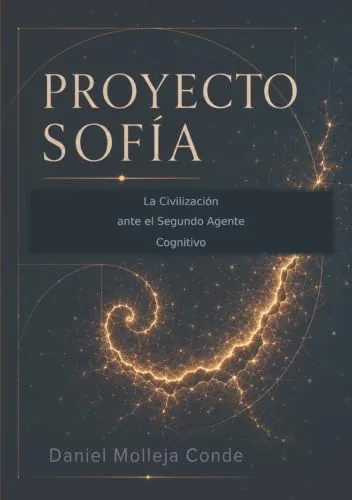 PROYECTO
SOFÍA
La Civilización
ante el Segundo Agente
Cognitivo
Daniel Molleja Conde